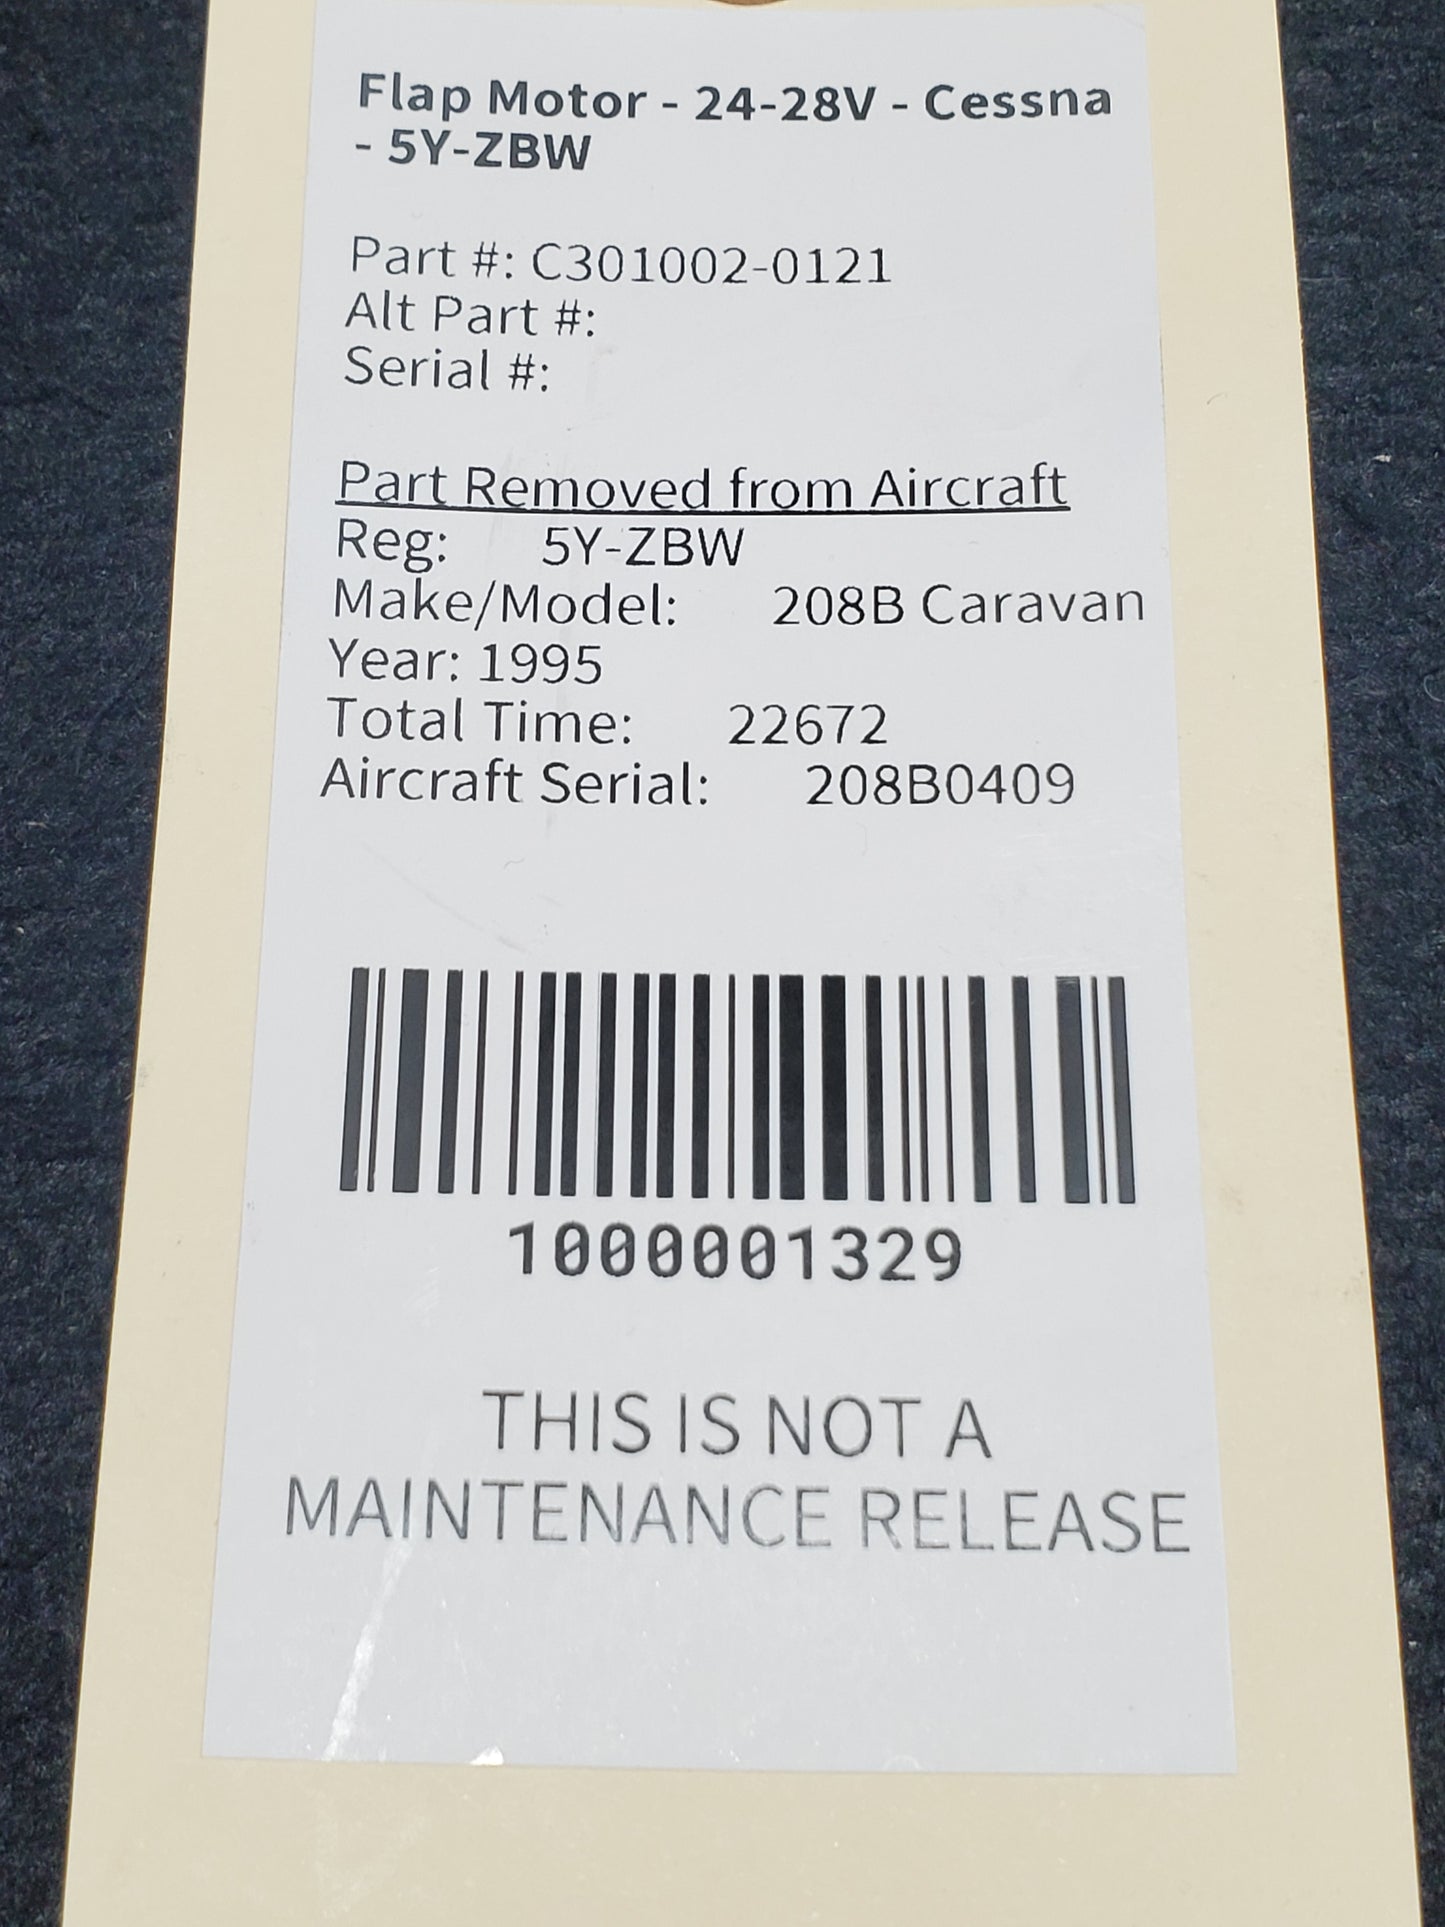 Flap Motor - 24-28V - Cessna
- 5Y-ZBW
Part #: C301002-0121
Alt Part #:
Serial #:
Part Removed from Aircraft
Reg: 5Y-ZBW
Make/Model: 208B Caravan
Year: 1995
Total Time: 22672
Aircraft Serial: 208B0409
1000001329
THIS IS NOT A
MAINTENANCE RELEASE